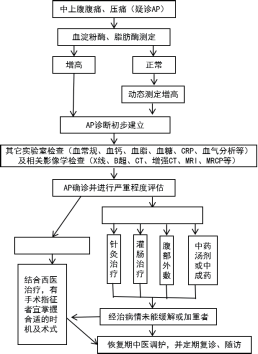 中上腹腹痛、压痛（疑诊AP）
血淀粉酶、脂肪酶测定
增高
正常
动态测定增高
AP诊断初步建立
其它实验室检查（血常规、血钙、血脂、血糖、CRP、血气分析等）
及相关影像学检查（X线、B超、CT、增强CT、MRI、MRCP等）
AP确诊并进行严重程度评估
针灸治疗
灌肠治疗
腹部外敷
中药
汤剂
或中
成药
结合西医
治疗，有
手术指征
者宜掌握
合适的时
机及术式
经治病情未能缓解或加重者
恢复期中医调护，并定期复诊、随访